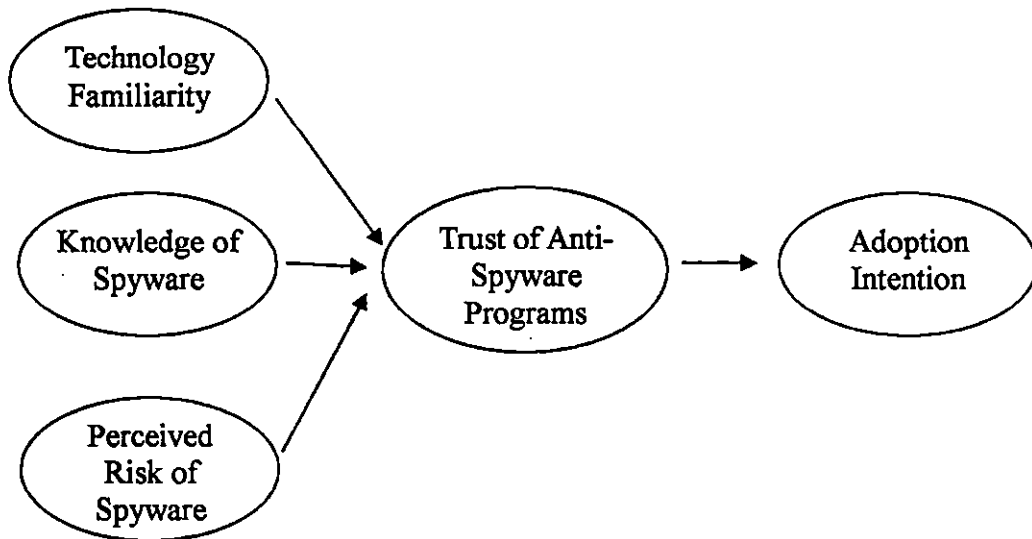 Technology
Familiarity
Knowledge of
Spyware
Trust of Anti-
Spyware
Programs
Adoption
Intention
Perceived
Risk of
Spyware